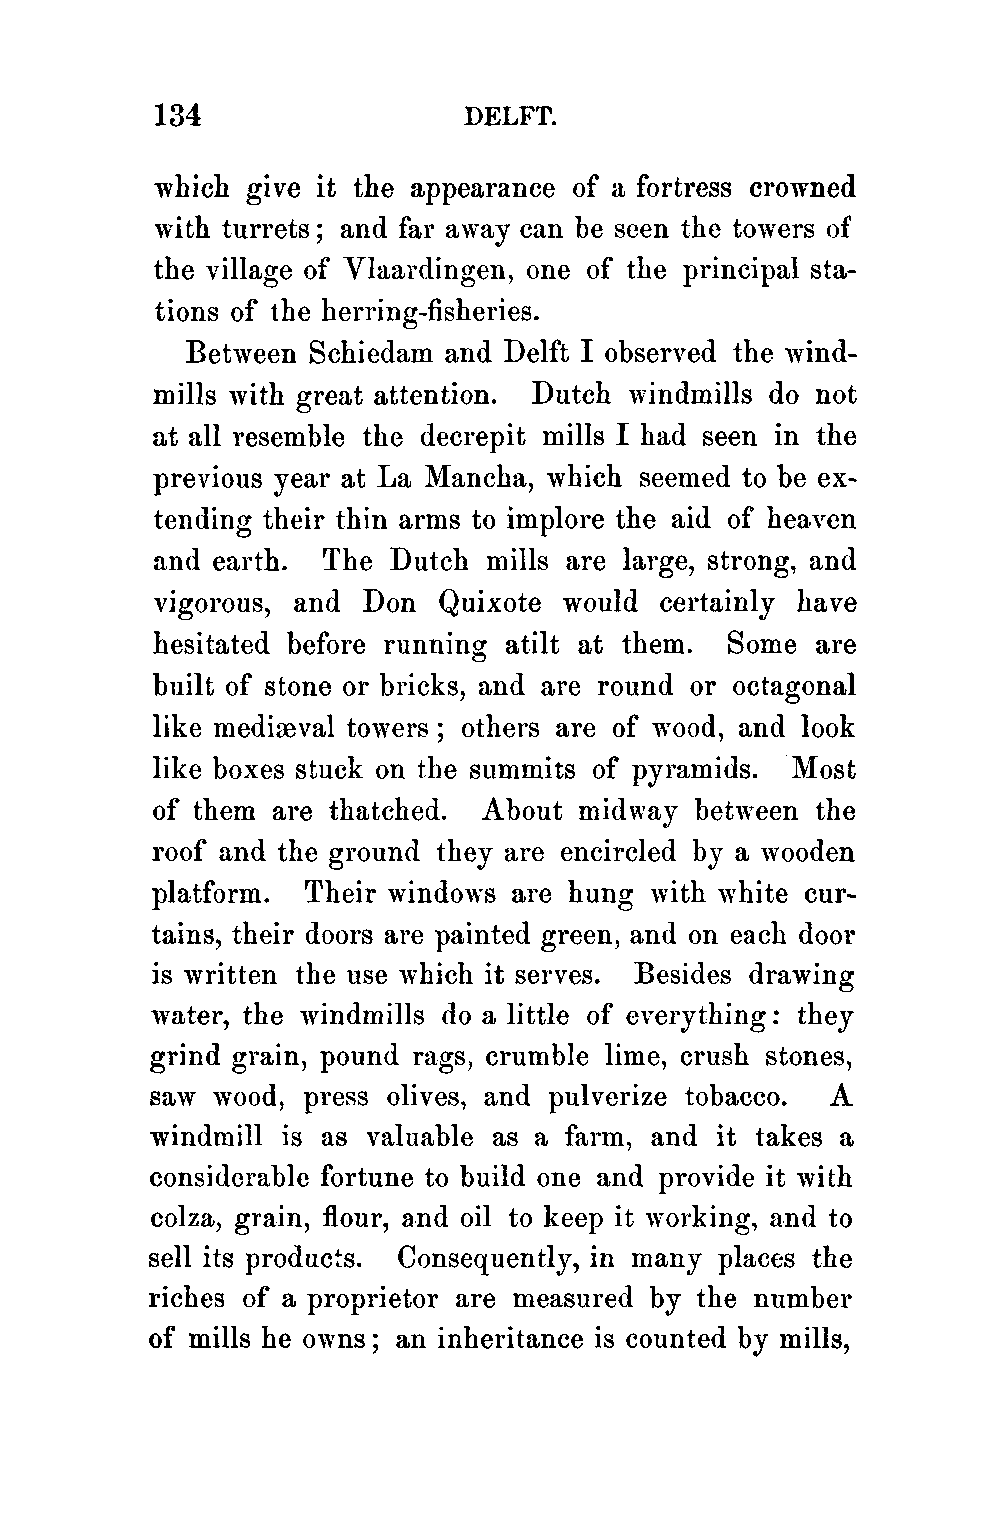 134 DELFT.
which give it the appearance of a fortress crowned
with turrets; and far away can be seen the towers of
the village of Vlaardingen, one of the principal sta-
tions of the herring-fisheries.
Between Schiedam and Delft I observed the wind-
mills with great attention. Dutch windmills do not
at all resemble the decrepit mills I had seen in the
previous year at La Mancha, which seemed to be ex-
tending their thin arms to implore the aid of heaven
and earth. The Dutch mills are large, strong, and
vigorous, and Don Quixote would certainly have
hesitated before running atilt at them. Some are
built of stone or bricks, and are round or octagonal
like mediæval towers; others are of wood, and look
like boxes stuck on the summits of pyramids. Most
of them are thatched. About midway between the
roof and the ground they are encircled by a wooden
platform. Their windows are hung with white cur-
tains, their doors are painted green, and on each door
is written the use which it serves. Besides drawing
water, the windmills do a little of everything: they
grind grain, pound rags, crumble lime, crush stones,
saw wood, press olives, and pulverize tobacco. A
windmill is as valuable as a farm, and it takes a
considerable fortune to build one and provide it with
colza, grain, flour, and oil to keep it working, and to
sell its products. Consequently, in many places the
riches of a proprietor are measured by the number
of mills he owns; an inheritance is counted by mills,